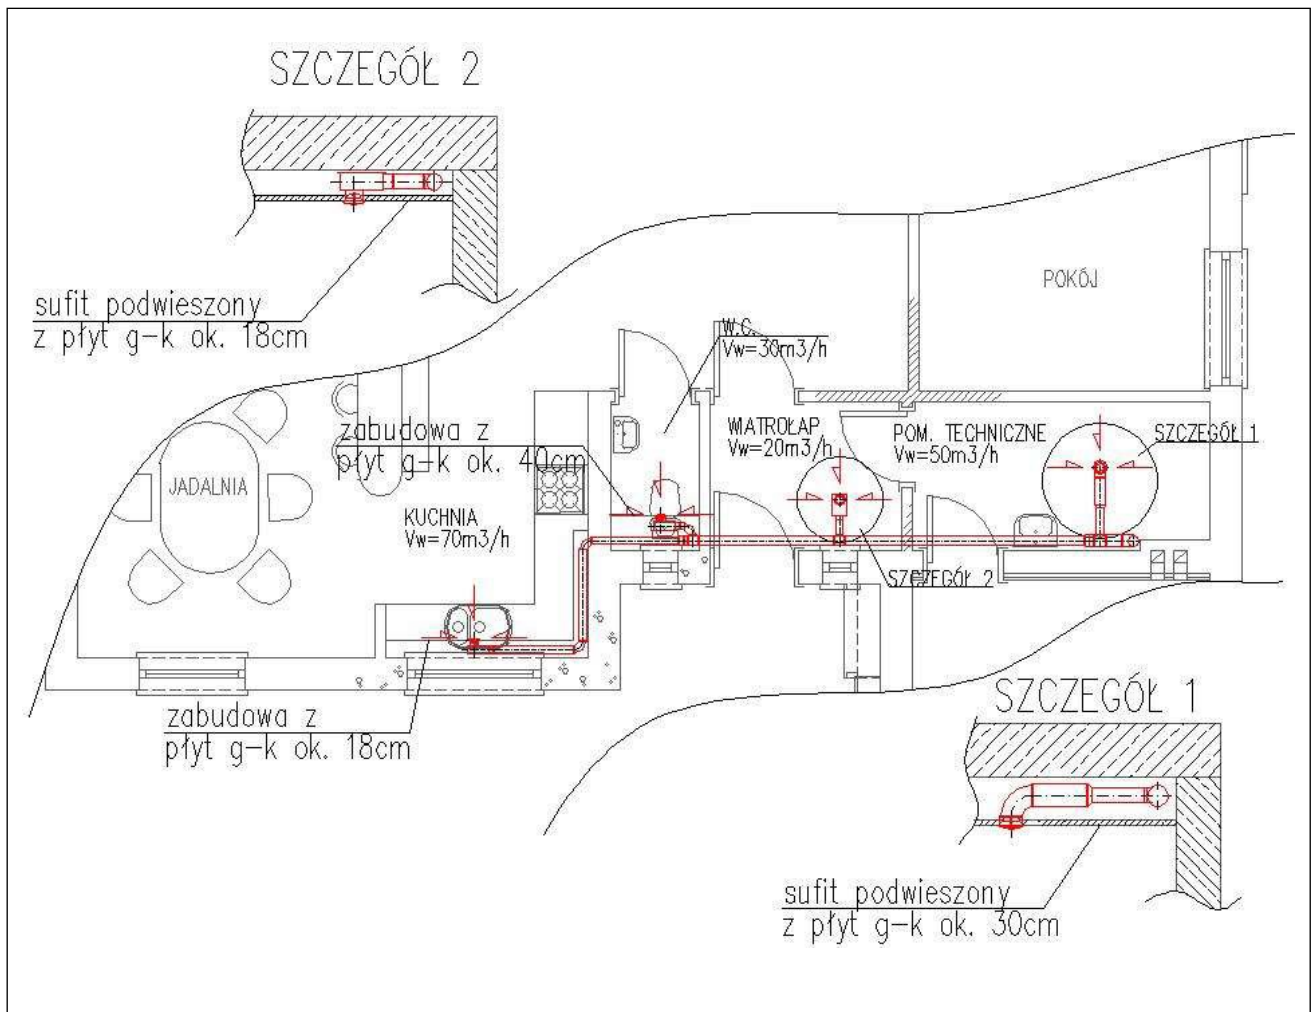 SZCZEGÓŁ 2
sufit podwieszony
z płyt g-k ok. 18cm
POKÓJ
W.C.
Vw=30m3/h
zabudowa z
płyt g-k ok. 40cm
WIATROŁAP
Vw=20m3/h
POM. TECHNICZNE
Vw=50m3/h
SZCZEGÓŁ 1
JADALNIA
KUCHNIA
Vw=70m3/h
SZCZEGÓŁ 2
zabudowa z
płyt g-k ok. 18cm
SZCZEGÓŁ 1
sufit podwieszony
z płyt g-k ok. 30cm